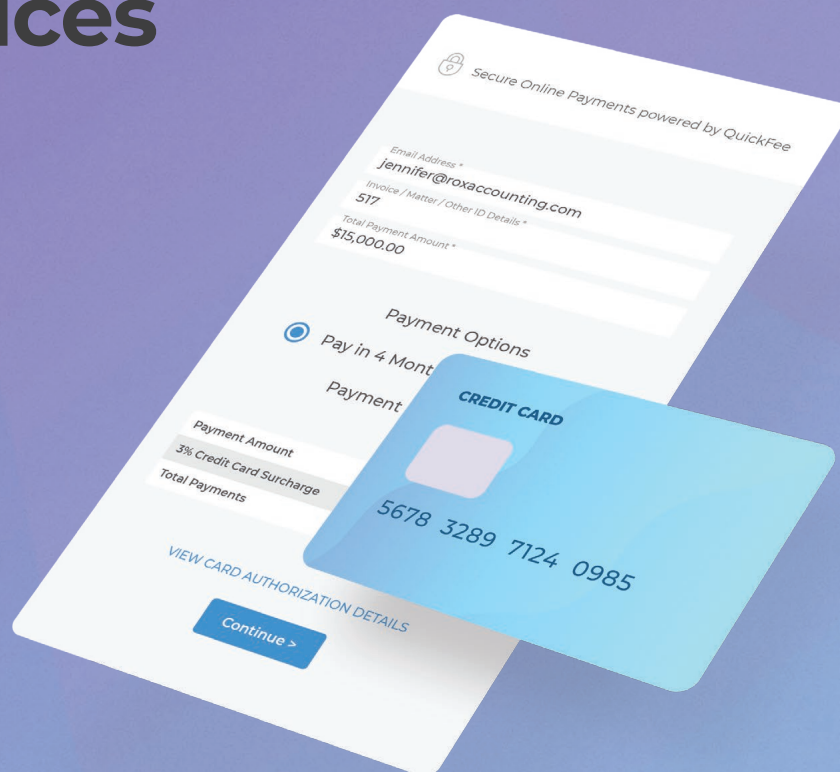 ices
Secure Online Payments powered by QuickFee
Email Address *
jennifer@roxaccounting.com
Invoice / Matter / Other ID Details *
517
Total Payment Amount *
$15,000.00
Payment Options
Pay in 4 Mont
Payment
Payment Amount
3% Credit Card Surcharge
Total Payments
VIEW CARD AUTHORIZATION DETAILS
Continue >
CREDIT CARD
5678 3289 7124 0985